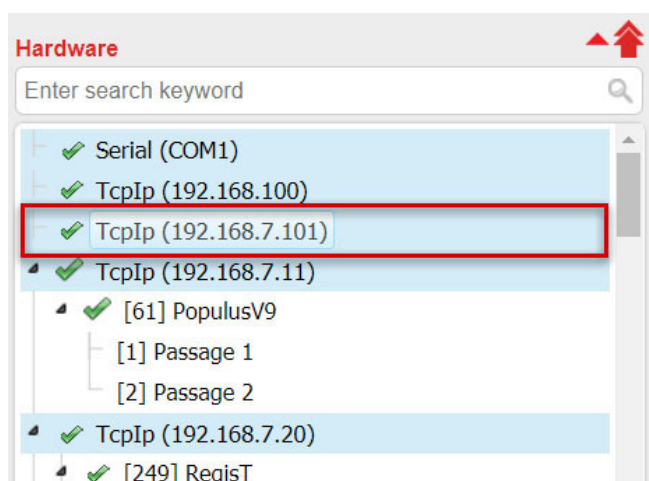 Hardware
Enter search keyword
Serial (COM1)
TcpIp (192.168.100)
TcpIp (192.168.7.101)
TcpIp (192.168.7.11)
[61] PopulusV9
[1] Passage 1
[2] Passage 2
TcpIp (192.168.7.20)
[249] RegisT